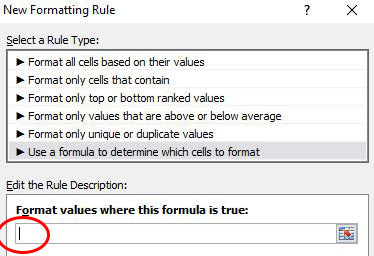 New Formatting Rule ? ×
Select a Rule Type:
► Format all cells based on their values
► Format only cells that contain
► Format only top or bottom ranked values
► Format only values that are above or below average
► Format only unique or duplicate values
► Use a formula to determine which cells to format
Edit the Rule Description:
Format values where this formula is true: